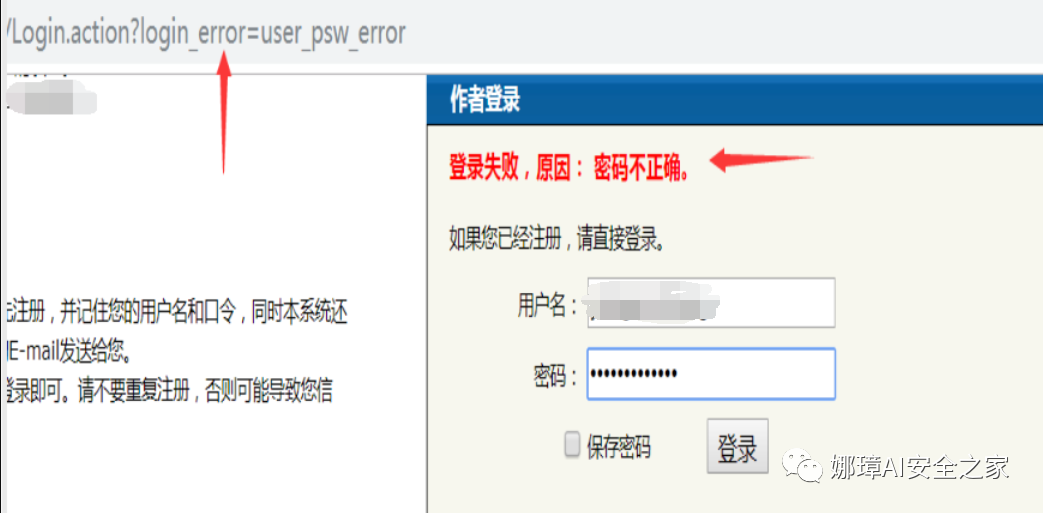 /Login.action?login_error=user_psw_error
作者登录
登录失败，原因： 密码不正确。
如果您已经注册，请直接登录。
用户名：
注册，并记住您的用户名和口令，同时本系统还
E-mail发送给您。
密码：
登录即可。请不要重复注册，否则可能导致您信
保存密码
登录
娜璋AI安全之家